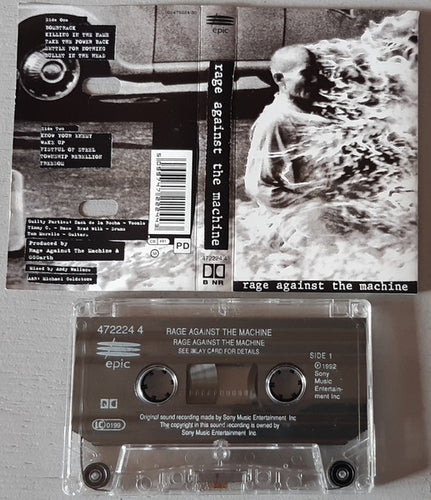 Side One
BOMBTRACK
KILLING IN THE NAME
TAKE THE POWER BACK
SETTLE FOR NOTHING
BULLET IN THE HEAD
Side Two
KNOW YOUR ENEMY
WAKE UP
FISTFUL OF STEEL
TOWNSHIP REBELLION
FREEDOM
Guilty Parties: Zack de la Rocha - Vocals
Timmy C. - Bass Brad Wilk - Drums
Tom Morello - Guitars
Produced by
Rage Against The Machine &
GGGarth
Mixed by Andy Wallace
A&R: Michael Goldstone
PD
epic
rage against the machine
472224 4
B NR
rage against the machine
472224 4
epic
RAGE AGAINST THE MACHINE
RAGE AGAINST THE MACHINE
SEE INLAY CARD FOR DETAILS
SIDE 1
℗ 1992
Sony
Music
Entertain-
ment Inc
LC 0199
Original sound recording made by Sony Music Entertainment Inc
The copyright in this sound recording is owned by
Sony Music Entertainment Inc